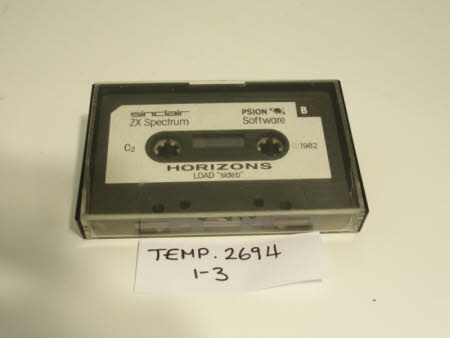 sinclair
ZX Spectrum
PSION
Software
B
C2
©1982
HORIZONS
LOAD "sideb"
TEMP. 2694
1-3